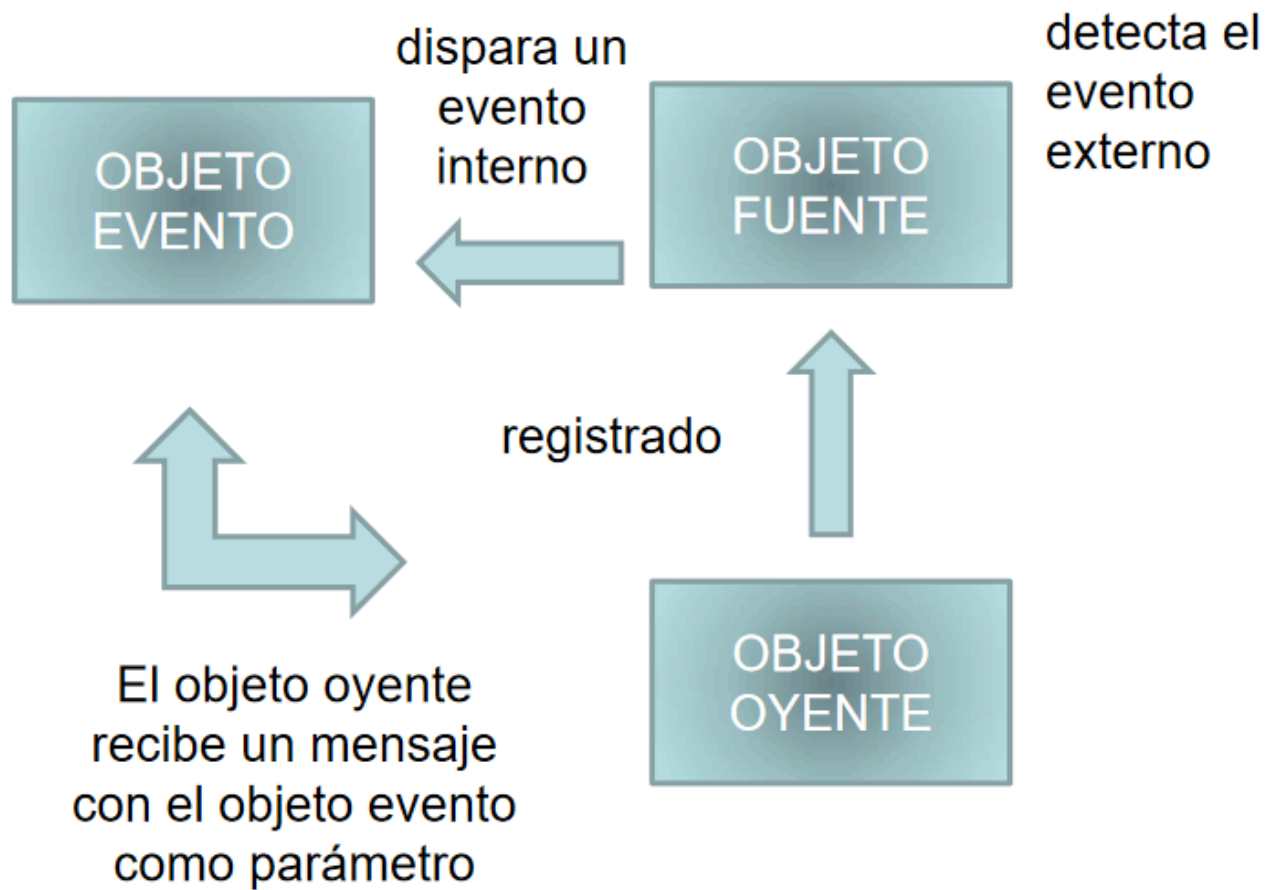 dispara un
evento
interno
detecta el
evento
externo
OBJETO
EVENTO
OBJETO
FUENTE
registrado
El objeto oyente
recibe un mensaje
con el objeto evento
como parámetro
OBJETO
OYENTE